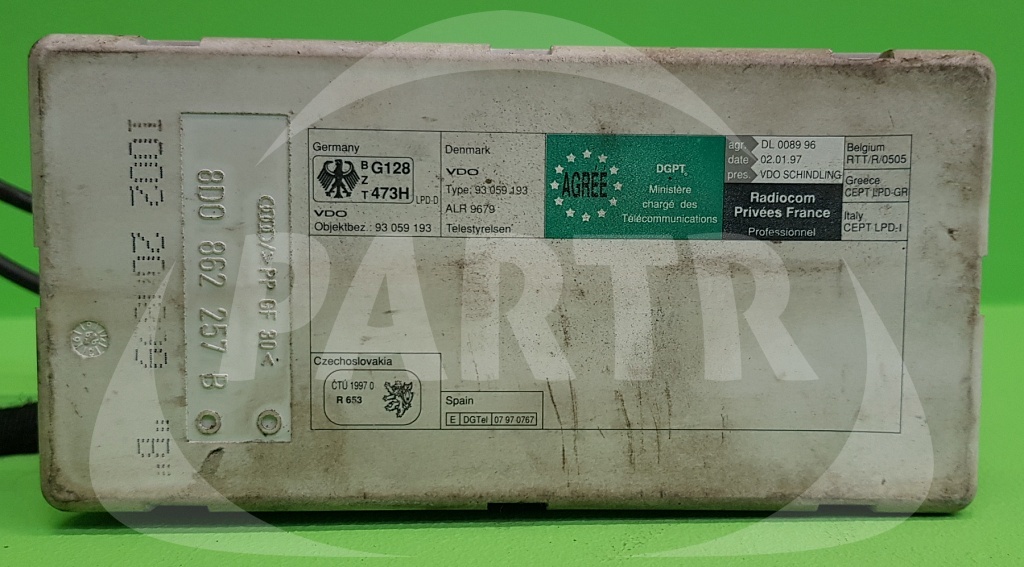 8D0 862 257 B
>PP GF 30<
Germany
B
Z
T
G128
473H
LPD-D
VDO
Objektbez.: 93 059 193
Denmark
VDO
Type: 93 059 193
ALR 9679
Telestyrelsen
AGREE
DGPT
Ministère
chargé des
Télécommunications
agr. DL 0089 96
date 02.01.97
pres. VDO SCHINDLING
Radiocom
Privées France
Professionnel
Belgium
RTT/R/0505
Greece
CEPT LPD-GR
Italy
CEPT LPD-I
Czechoslovakia
ČTÚ 1997 0
R 653
Spain
E DGTel 07 97 0767
PARTR